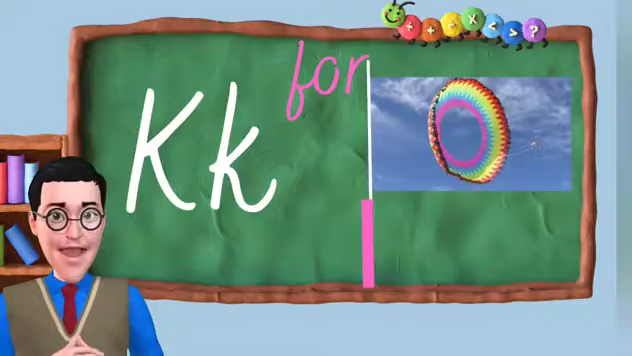 ÷ + - × < > ?
for
Kk